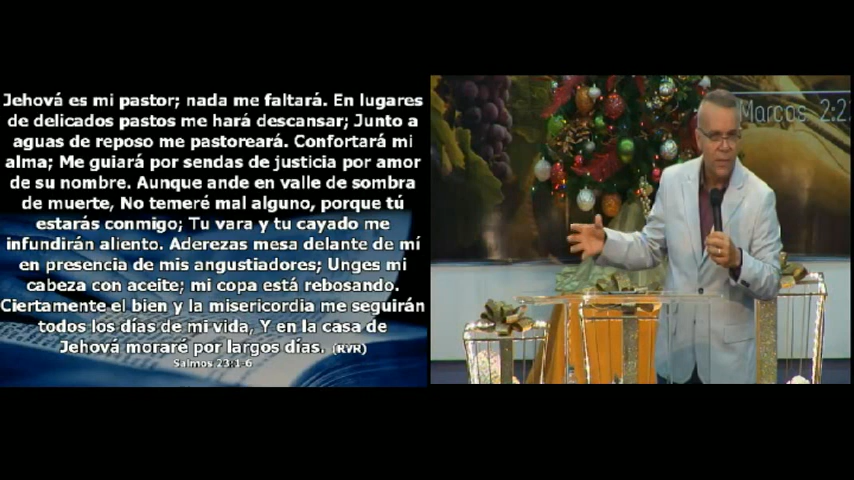 Jehová es mi pastor; nada me faltará. En lugares
de delicados pastos me hará descansar; Junto a
aguas de reposo me pastoreará. Confortará mi
alma; Me guiará por sendas de justicia por amor
de su nombre. Aunque ande en valle de sombra
de muerte, No temeré mal alguno, porque tú
estarás conmigo; Tu vara y tu cayado me
infundirán aliento. Aderezas mesa delante de mí
en presencia de mis angustiadores; Unges mi
cabeza con aceite; mi copa está rebosando.
Ciertamente el bien y la misericordia me seguirán
todos los días de mi vida, Y en la casa de
Jehová moraré por largos días. (RVR)
Salmos 23:1-6
Marcos 2:2